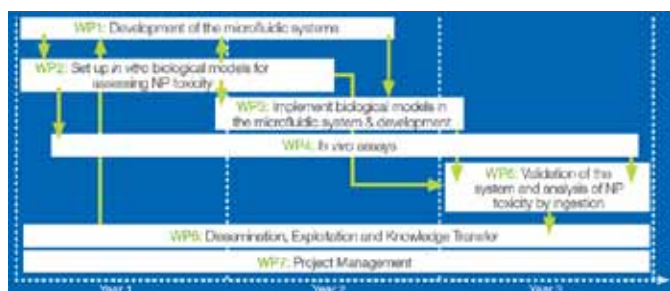 WP1: Development of the microfluidic systems
WP2: Set up in vitro biological models for
assessing NP toxicity
WP3: Implement biological models in
the microfluidic system & development
WP4: In vivo assays
WP5: Validation of the
system and analysis of NP
toxicity by ingestion
WP6: Dissemination, Exploitation and Knowledge Transfer
WP7: Project Management
Year 1
Year 2
Year 3